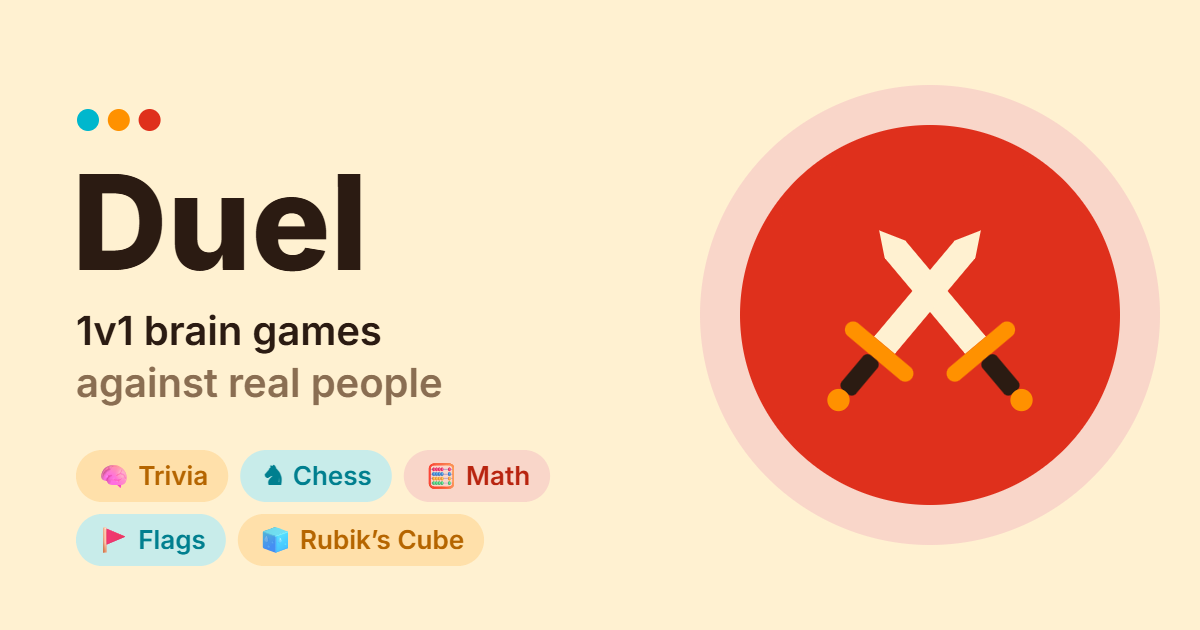 Duel
1v1 brain games
against real people
Trivia
Chess
Math
Flags
Rubik’s Cube